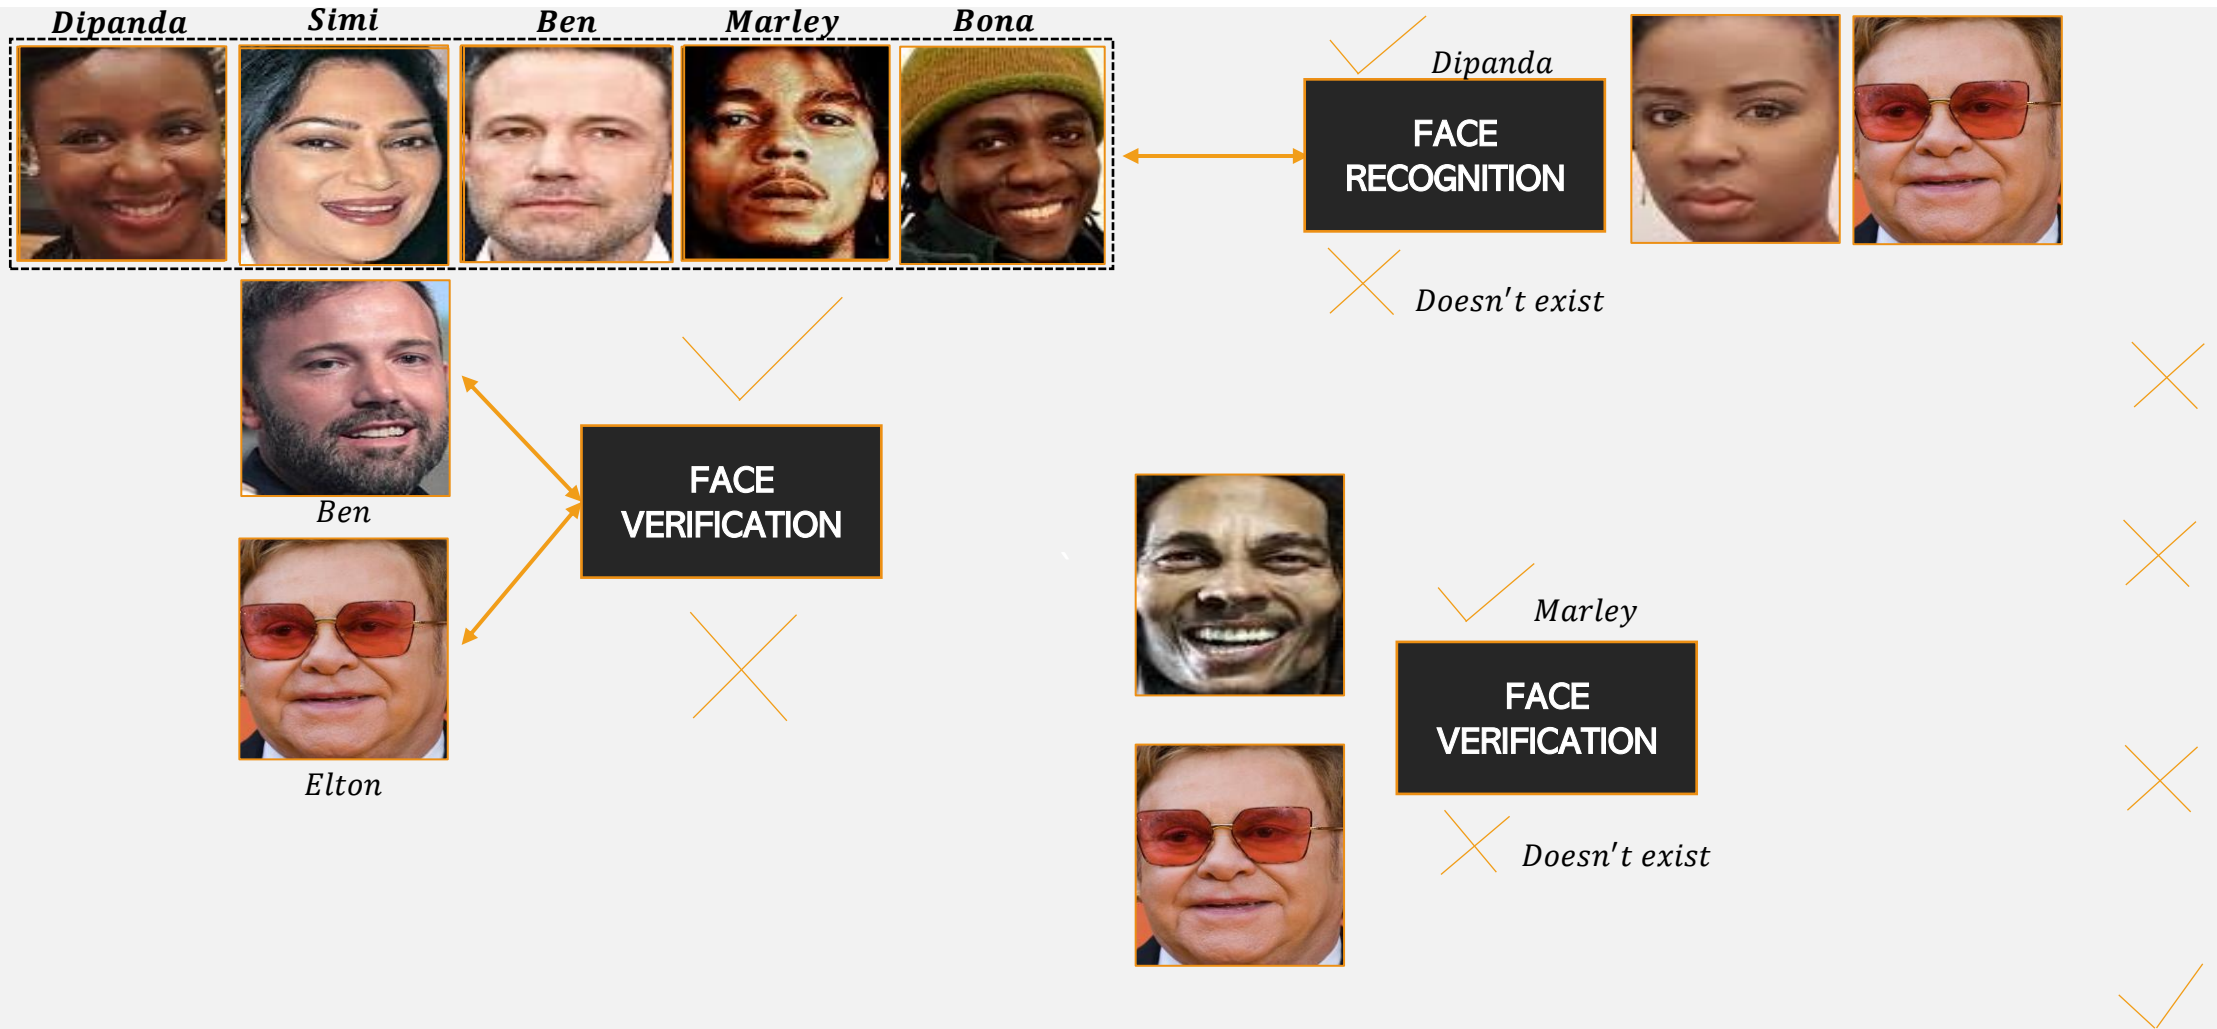 Dipanda
Simi
Ben
Marley
Bona
Dipanda
FACE
RECOGNITION
Doesn't exist
Ben
FACE
VERIFICATION
Elton
Marley
FACE
VERIFICATION
Doesn't exist